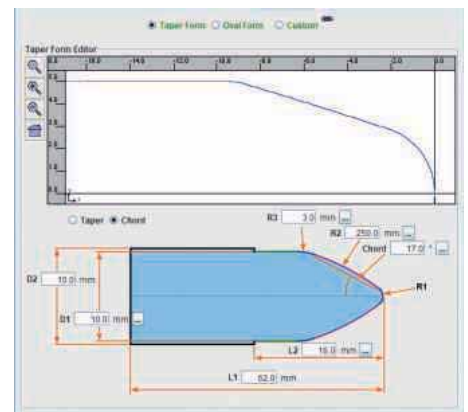 Taper Form Oval Form Custom
Taper Form Editor
Taper Chord
R3 3.0 mm ...
R2 250.0 mm ...
Chord 17.0 ° ...
D2 10.0 mm
D1 10.0 mm ...
R1
L2 16.0 mm ...
L1 62.0 mm